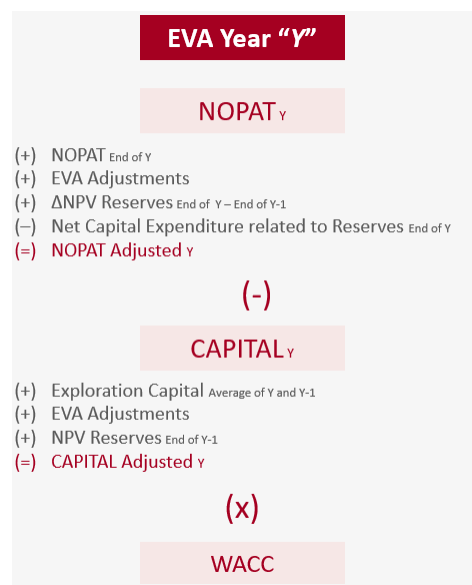 EVA Year “Y”
NOPAT Y
(+) NOPAT End of Y
(+) EVA Adjustments
(+) ΔNPV Reserves End of Y – End of Y-1
(–) Net Capital Expenditure related to Reserves End of Y
(=) NOPAT Adjusted Y
(-)
CAPITAL Y
(+) Exploration Capital Average of Y and Y-1
(+) EVA Adjustments
(+) NPV Reserves End of Y-1
(=) CAPITAL Adjusted Y
(x)
WACC